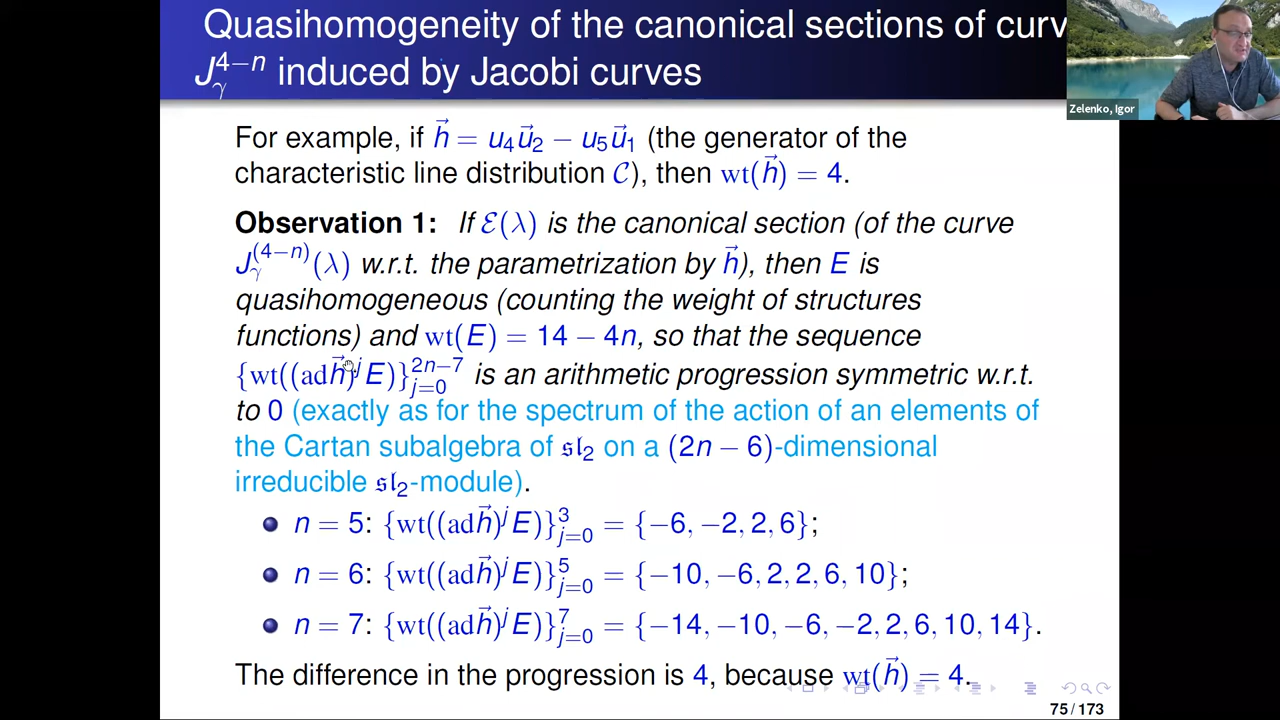 Quasihomogeneity of the canonical sections of curv
J_γ^{4−n} induced by Jacobi curves
Zelenko, Igor
For example, if h⃗ = u₄u⃗₂ − u₅u⃗₁ (the generator of the
characteristic line distribution C), then wt(h⃗) = 4.
Observation 1: If ℰ(λ) is the canonical section (of the curve
J_γ^{(4−n)}(λ) w.r.t. the parametrization by h⃗), then E is
quasihomogeneous (counting the weight of structures
functions) and wt(E) = 14 − 4n, so that the sequence
{wt((adh⃗)^j E)}_{j=0}^{2n−7} is an arithmetic progression symmetric w.r.t.
to 0 (exactly as for the spectrum of the action of an elements of
the Cartan subalgebra of 𝔰𝔩₂ on a (2n − 6)-dimensional
irreducible 𝔰𝔩₂-module).
n = 5: {wt((adh⃗)^j E)}_{j=0}^{3} = {−6, −2, 2, 6};
n = 6: {wt((adh⃗)^j E)}_{j=0}^{5} = {−10, −6, 2, 2, 6, 10};
n = 7: {wt((adh⃗)^j E)}_{j=0}^{7} = {−14, −10, −6, −2, 2, 6, 10, 14}.
The difference in the progression is 4, because wt(h⃗) = 4.
75 / 173